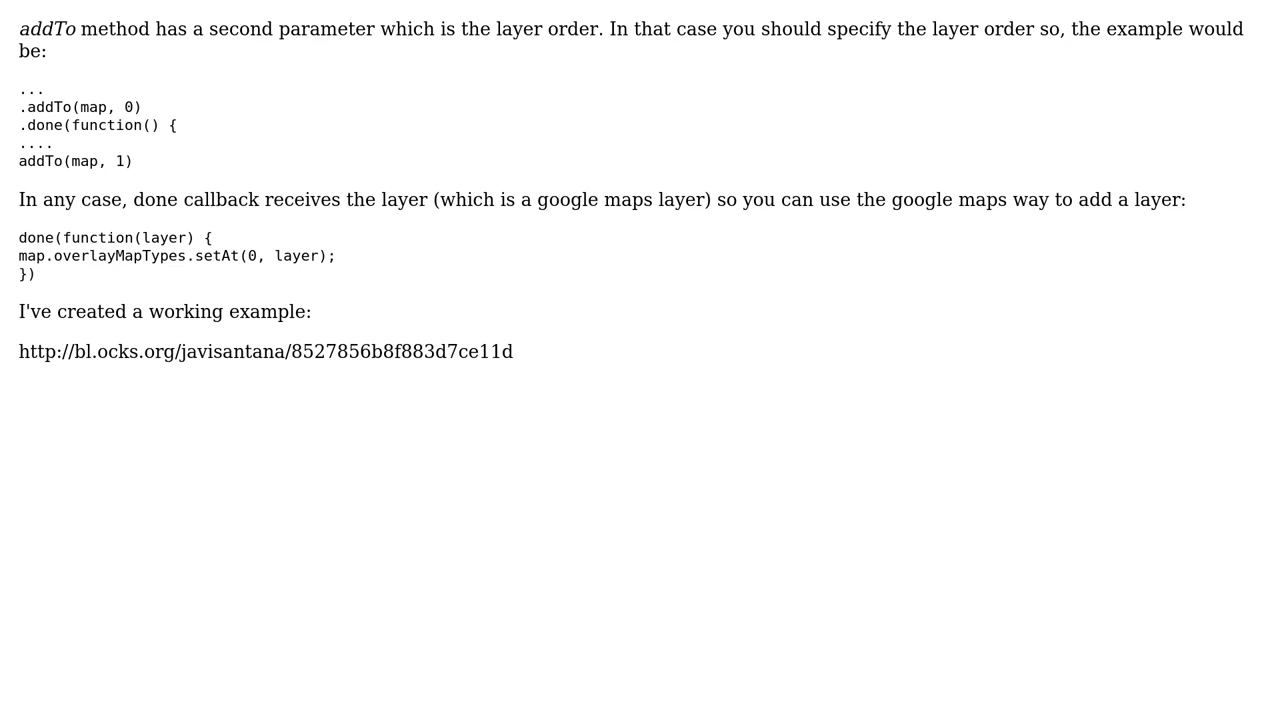 addTo method has a second parameter which is the layer order. In that case you should specify the layer order so, the example would
be:
...
.addTo(map, 0)
.done(function() {
....
addTo(map, 1)
In any case, done callback receives the layer (which is a google maps layer) so you can use the google maps way to add a layer:
done(function(layer) {
map.overlayMapTypes.setAt(0, layer);
})
I've created a working example:
http://bl.ocks.org/javisantana/8527856b8f883d7ce11d